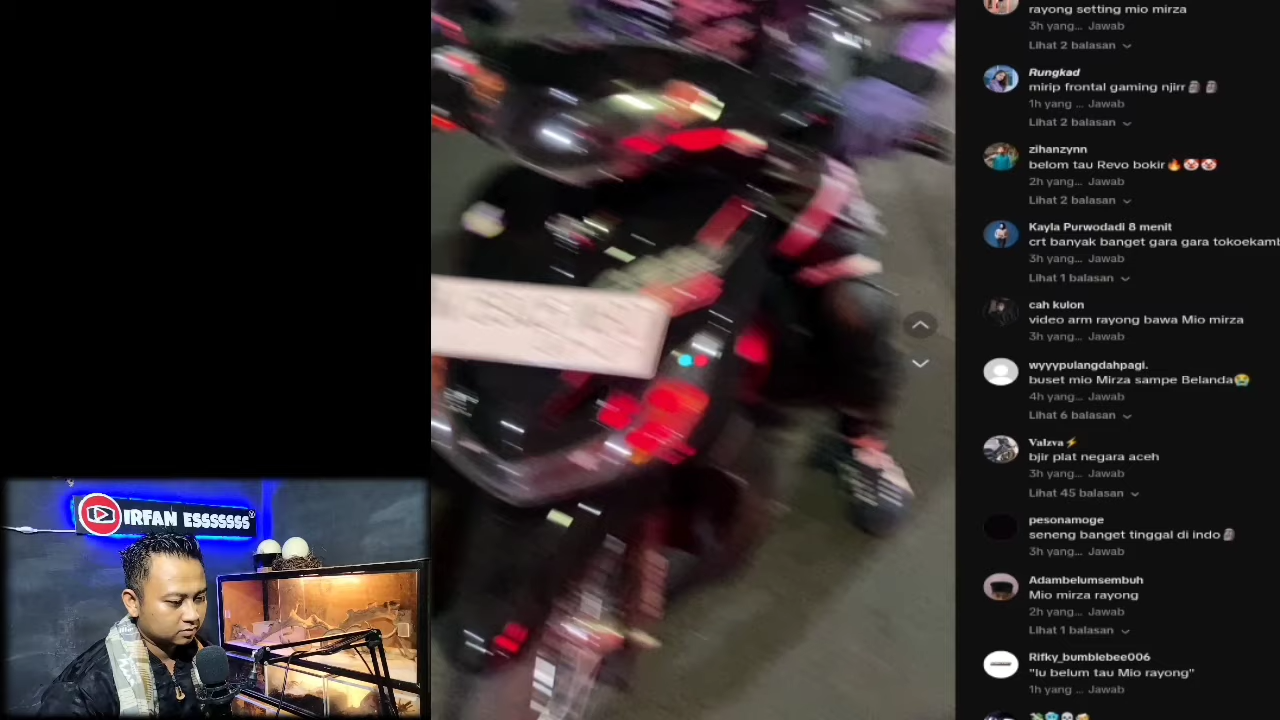 IRFAN ESSSSSSS
rayong setting mio mirza
3h yang ... Jawab
Lihat 2 balasan
Rungkad
mirip frontal gaming njirr🗿🗿
1h yang ... Jawab
Lihat 2 balasan
zihanzynn
belom tau Revo bokir🔥🤡🤡
2h yang... Jawab
Lihat 2 balasan
Kayla Purwodadi 8 menit
crt banyak banget gara gara tokoekamb
3h yang... Jawab
Lihat 1 balasan
cah kulon
video arm rayong bawa Mio mirza
3h yang... Jawab
wyyypulangdahpagi.
buset mio Mirza sampe Belanda😭
4h yang... Jawab
Lihat 6 balasan
Valzva⚡
bjir plat negara aceh
3h yang... Jawab
Lihat 45 balasan
pesonamoge
seneng banget tinggal di indo🗿
3h yang... Jawab
Adambelumsembuh
Mio mirza rayong
2h yang... Jawab
Lihat 1 balasan
Rifky_bumblebee006
"lu belum tau Mio rayong"
1h yang ... Jawab